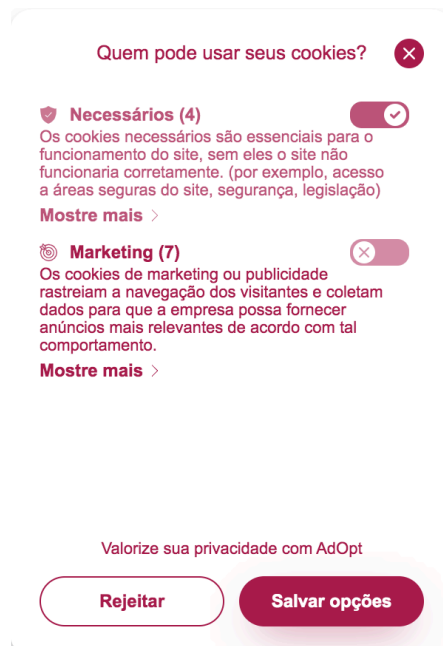 Quem pode usar seus cookies?
Necessários (4)
Os cookies necessários são essenciais para o
funcionamento do site, sem eles o site não
funcionaria corretamente. (por exemplo, acesso
a áreas seguras do site, segurança, legislação)
Mostre mais
Marketing (7)
Os cookies de marketing ou publicidade
rastreiam a navegação dos visitantes e coletam
dados para que a empresa possa fornecer
anúncios mais relevantes de acordo com tal
comportamento.
Mostre mais
Valorize sua privacidade com AdOpt
Rejeitar
Salvar opções